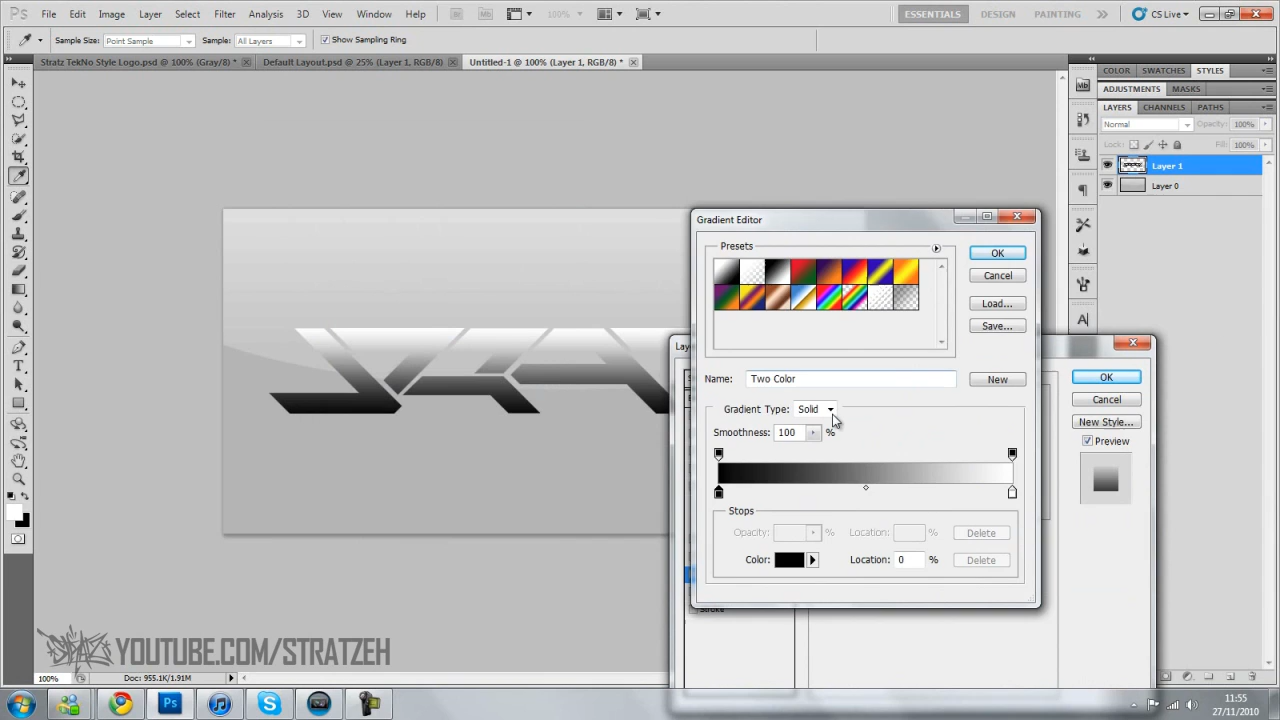 Ps File Edit Image Layer Select Filter Analysis 3D View Window Help Mb 100% ESSENTIALS DESIGN PAINTING CS Live
Sample Size: Point Sample Sample: All Layers Show Sampling Ring
Stratz TekNo Style Logo.psd @ 100% (Gray/8) * Default Layout.psd @ 25% (Layer 1, RGB/8) Untitled-1 @ 100% (Layer 1, RGB/8) *
COLOR SWATCHES STYLES
ADJUSTMENTS MASKS
LAYERS CHANNELS PATHS
Normal Opacity: 100%
Lock: Fill: 100%
Layer 1
Layer 0
Gradient Editor
Presets
OK
Cancel
Load...
Save...
Name: Two Color New
Gradient Type: Solid
Smoothness: 100 %
Stops
Opacity: % Location: % Delete
Color: Location: 0 % Delete
OK
Cancel
New Style...
Preview
Stroke
YOUTUBE.COM/STRATZEH
100% Doc: 955.1K/1.91M
Ps
11:55
27/11/2010